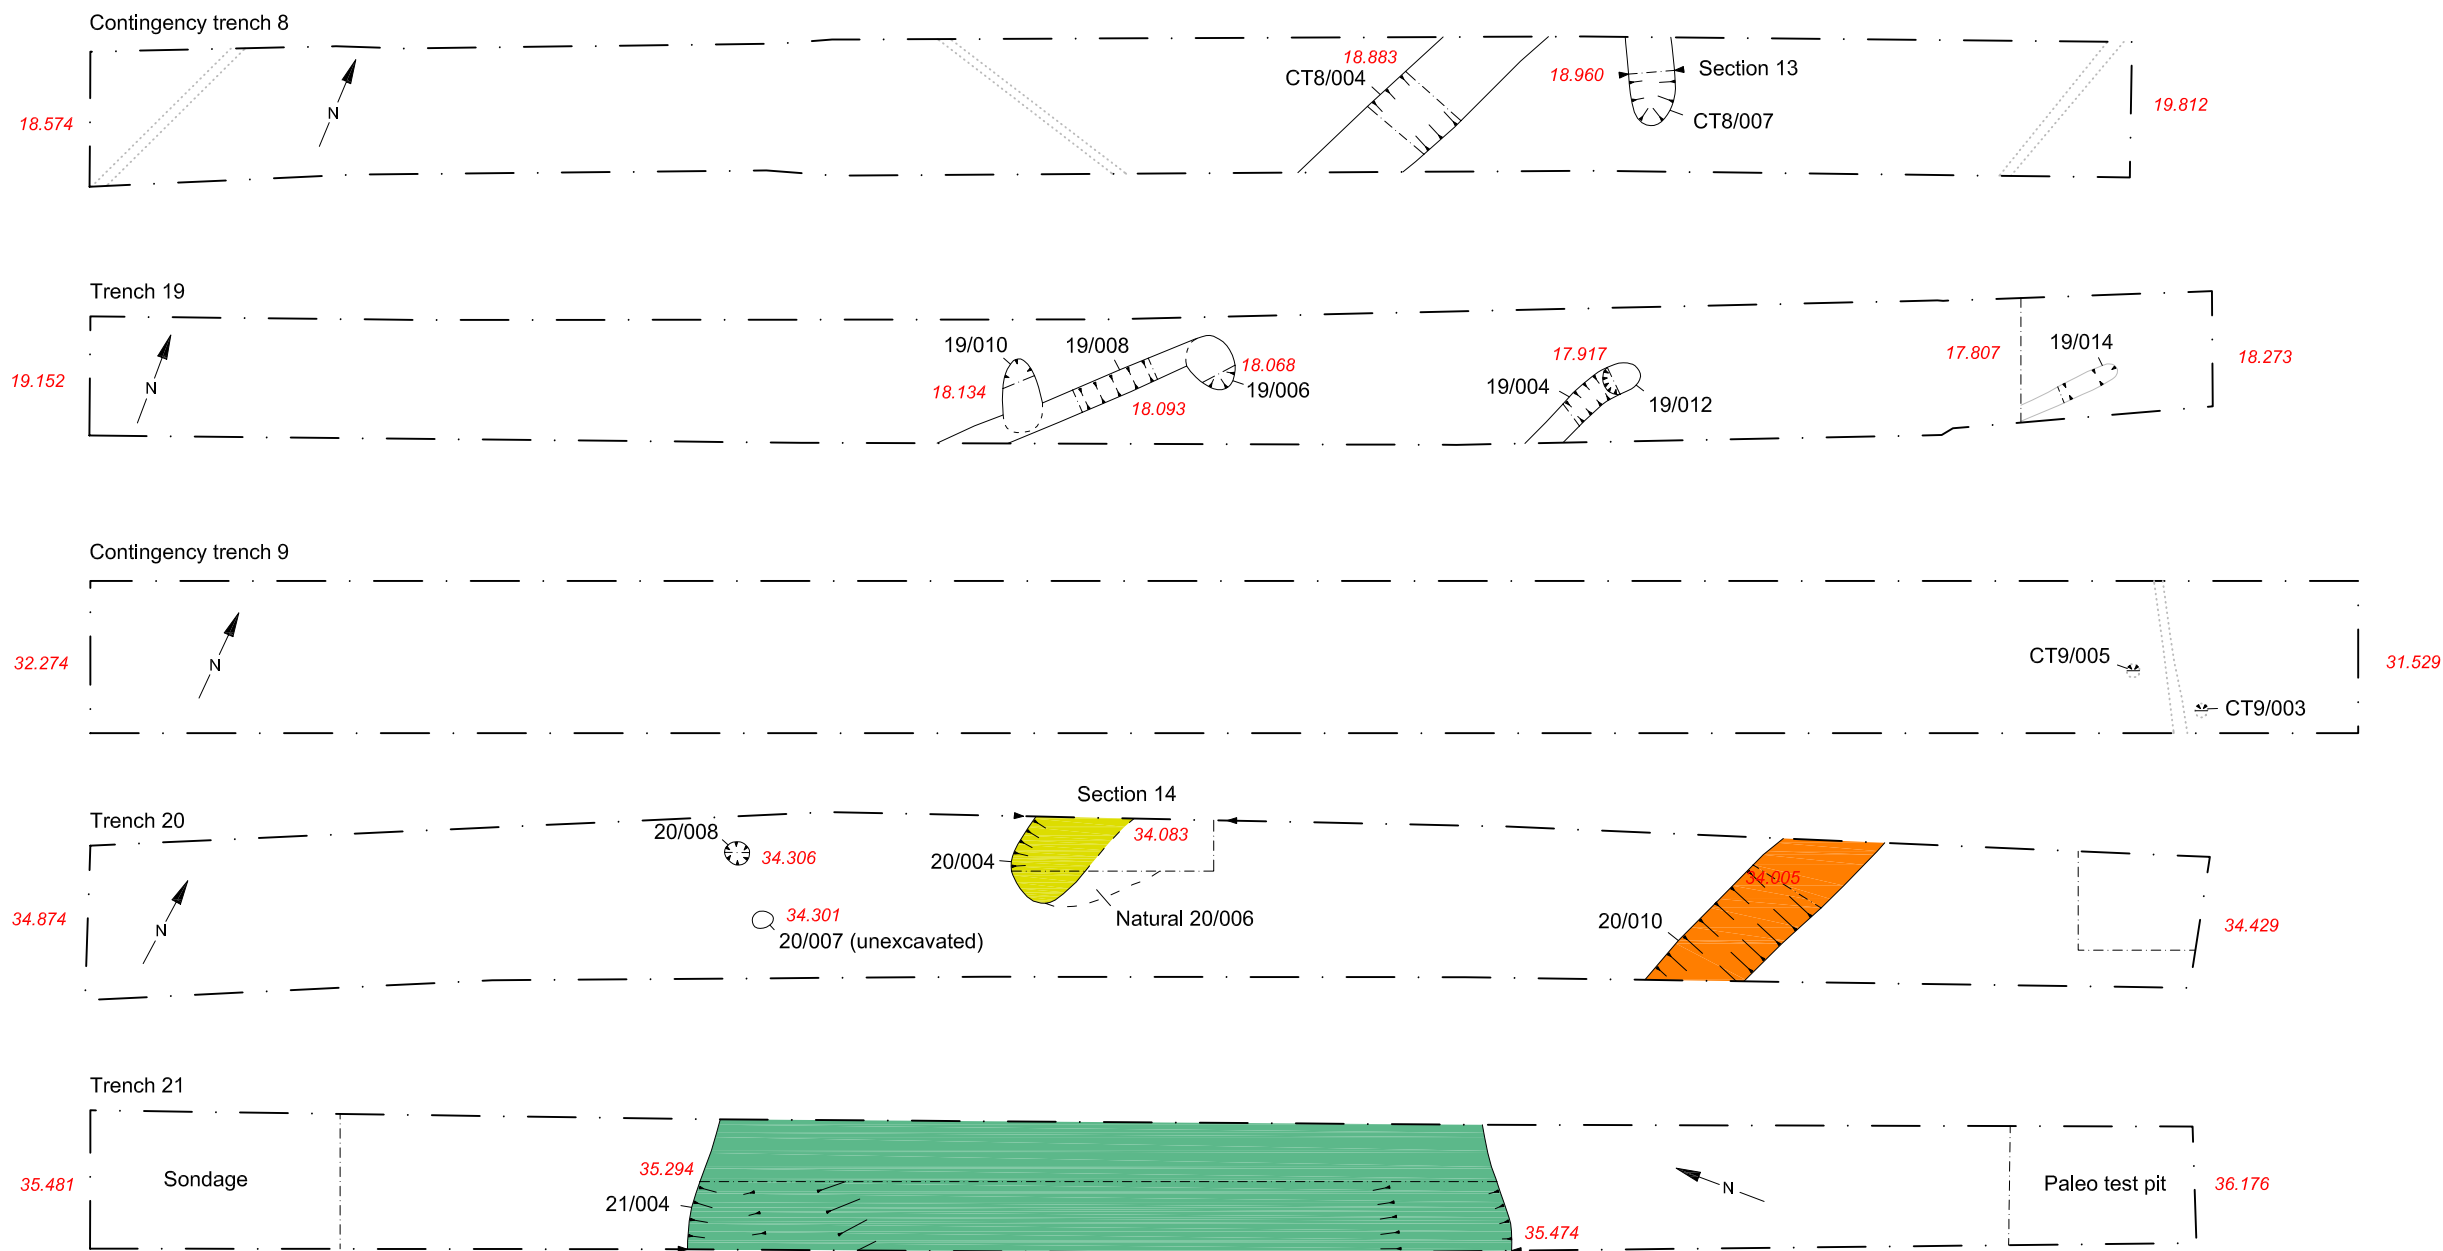 Contingency trench 8
18.883
CT8/004
18.960
Section 13
CT8/007
N
18.574
19.812
Trench 19
19/010
19/008
18.068
19/006
18.134
18.093
17.917
19/004
19/012
17.807
19/014
N
19.152
18.273
Contingency trench 9
N
32.274
CT9/005
CT9/003
31.529
Trench 20
Section 14
20/008
34.306
20/004
34.083
34.301
20/007 (unexcavated)
Natural 20/006
34.005
20/010
N
34.874
34.429
Trench 21
35.481
Sondage
35.294
21/004
35.474
N
Paleo test pit
36.176